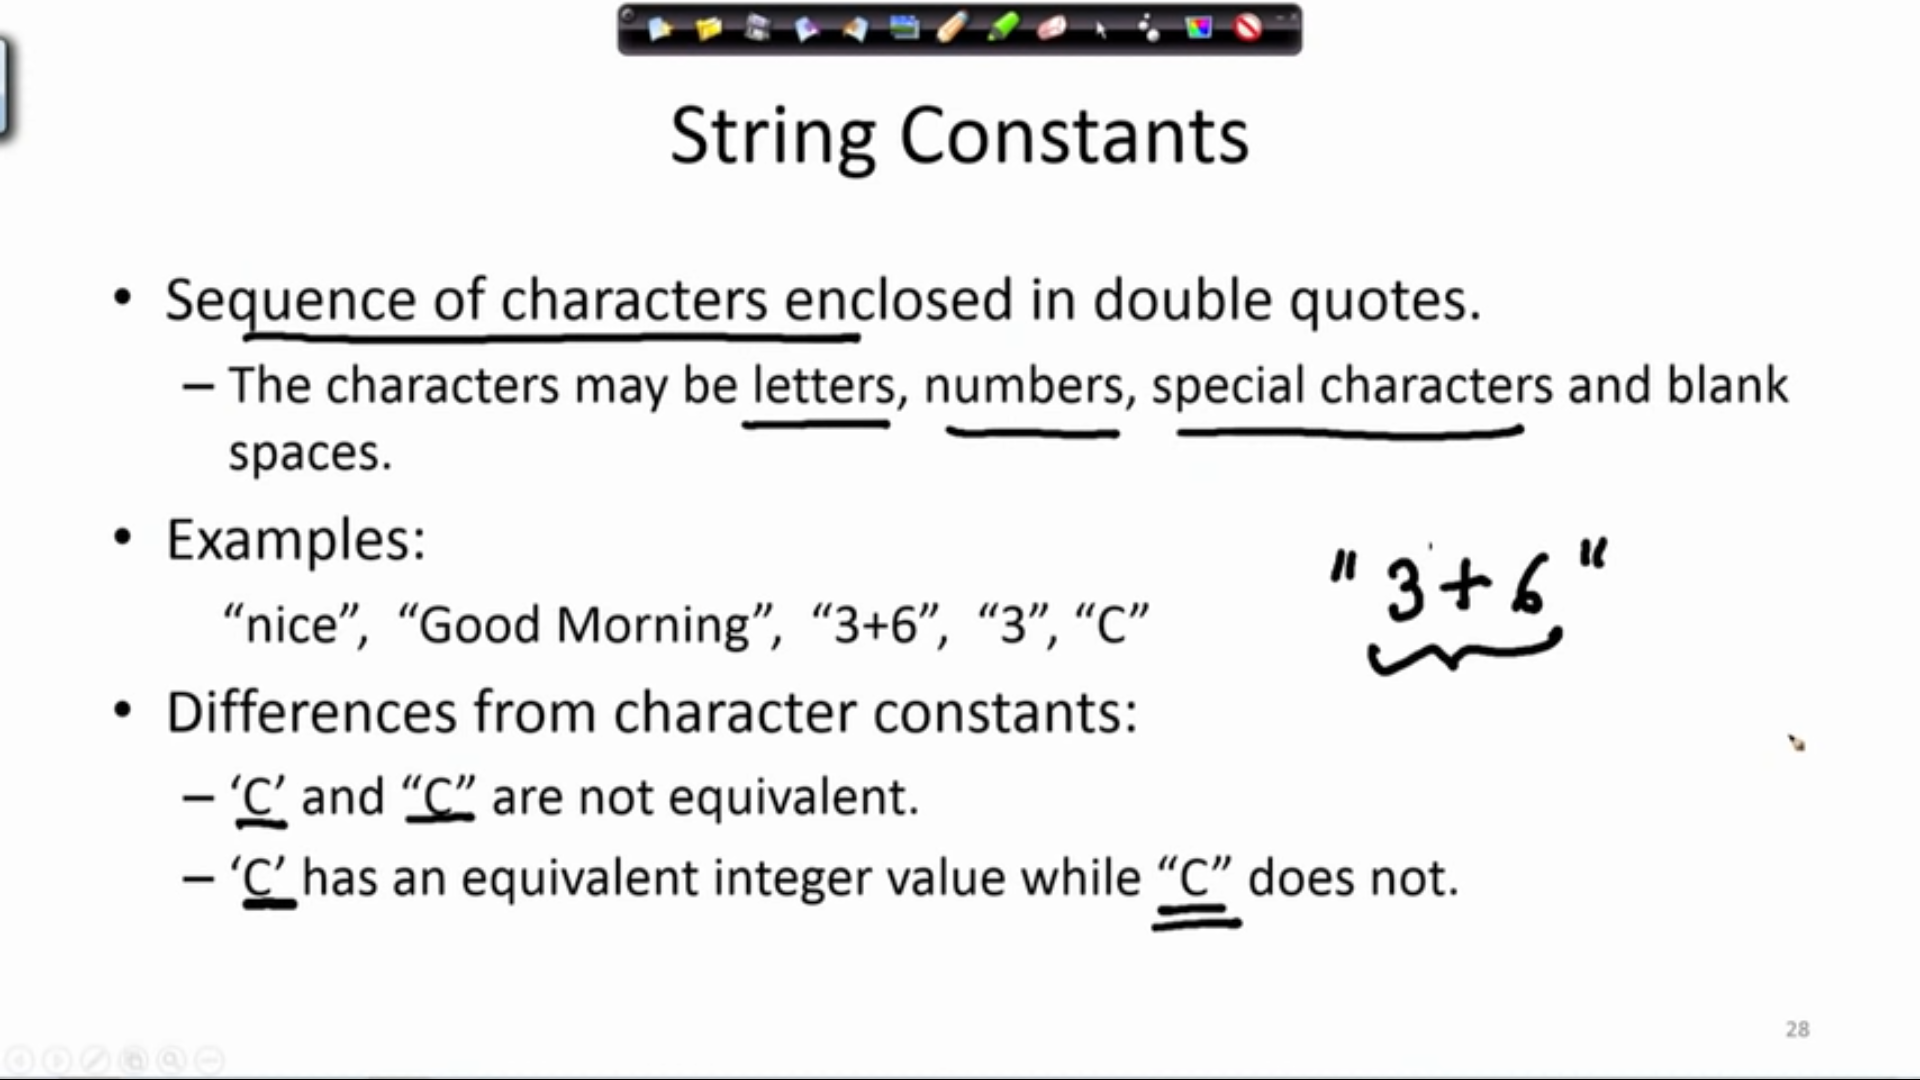 String Constants
• Sequence of characters enclosed in double quotes.
– The characters may be letters, numbers, special characters and blank
spaces.
• Examples:
“nice”, “Good Morning”, “3+6”, “3”, “C”
"3+6"
• Differences from character constants:
– ‘C’ and “C” are not equivalent.
– ‘C’ has an equivalent integer value while “C” does not.
28